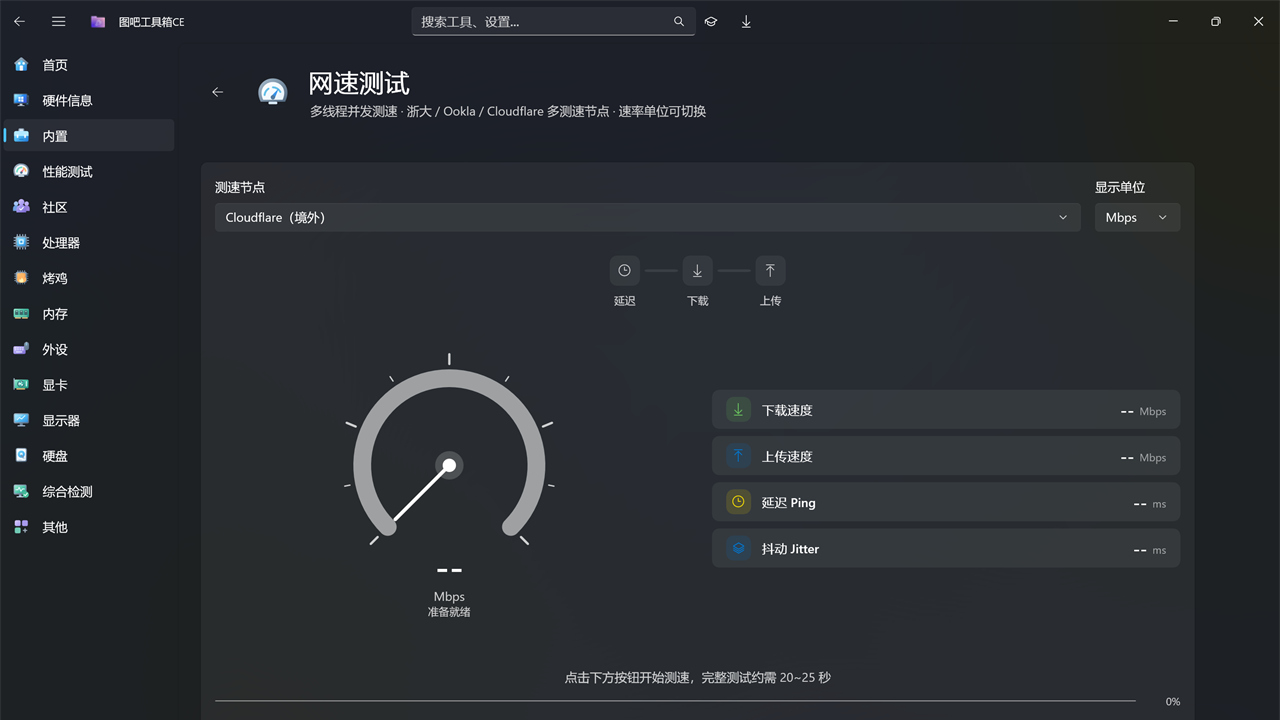 图吧工具箱CE
搜索工具、设置...
首页
硬件信息
内置
性能测试
社区
处理器
烤鸡
内存
外设
显卡
显示器
硬盘
综合检测
其他
网速测试
多线程并发测速 · 浙大 / Ookla / Cloudflare 多测速节点 · 速率单位可切换
测速节点
显示单位
Cloudflare（境外）
Mbps
延迟
下载
上传
--
Mbps
准备就绪
下载速度
-- Mbps
上传速度
-- Mbps
延迟 Ping
-- ms
抖动 Jitter
-- ms
点击下方按钮开始测速，完整测试约需 20~25 秒
0%